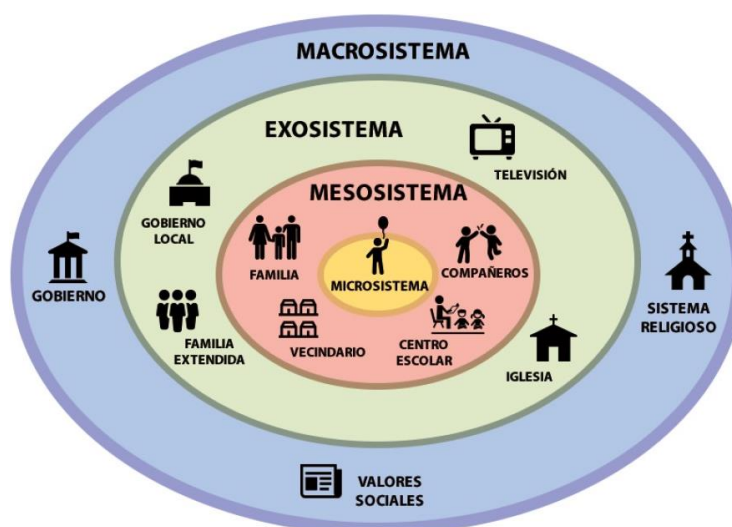 MACROSISTEMA
EXOSISTEMA
TELEVISIÓN
MESOSISTEMA
GOBIERNO
LOCAL
FAMILIA
MICROSISTEMA
COMPAÑEROS
GOBIERNO
SISTEMA
RELIGIOSO
FAMILIA
EXTENDIDA
VECINDARIO
CENTRO
ESCOLAR
IGLESIA
VALORES
SOCIALES